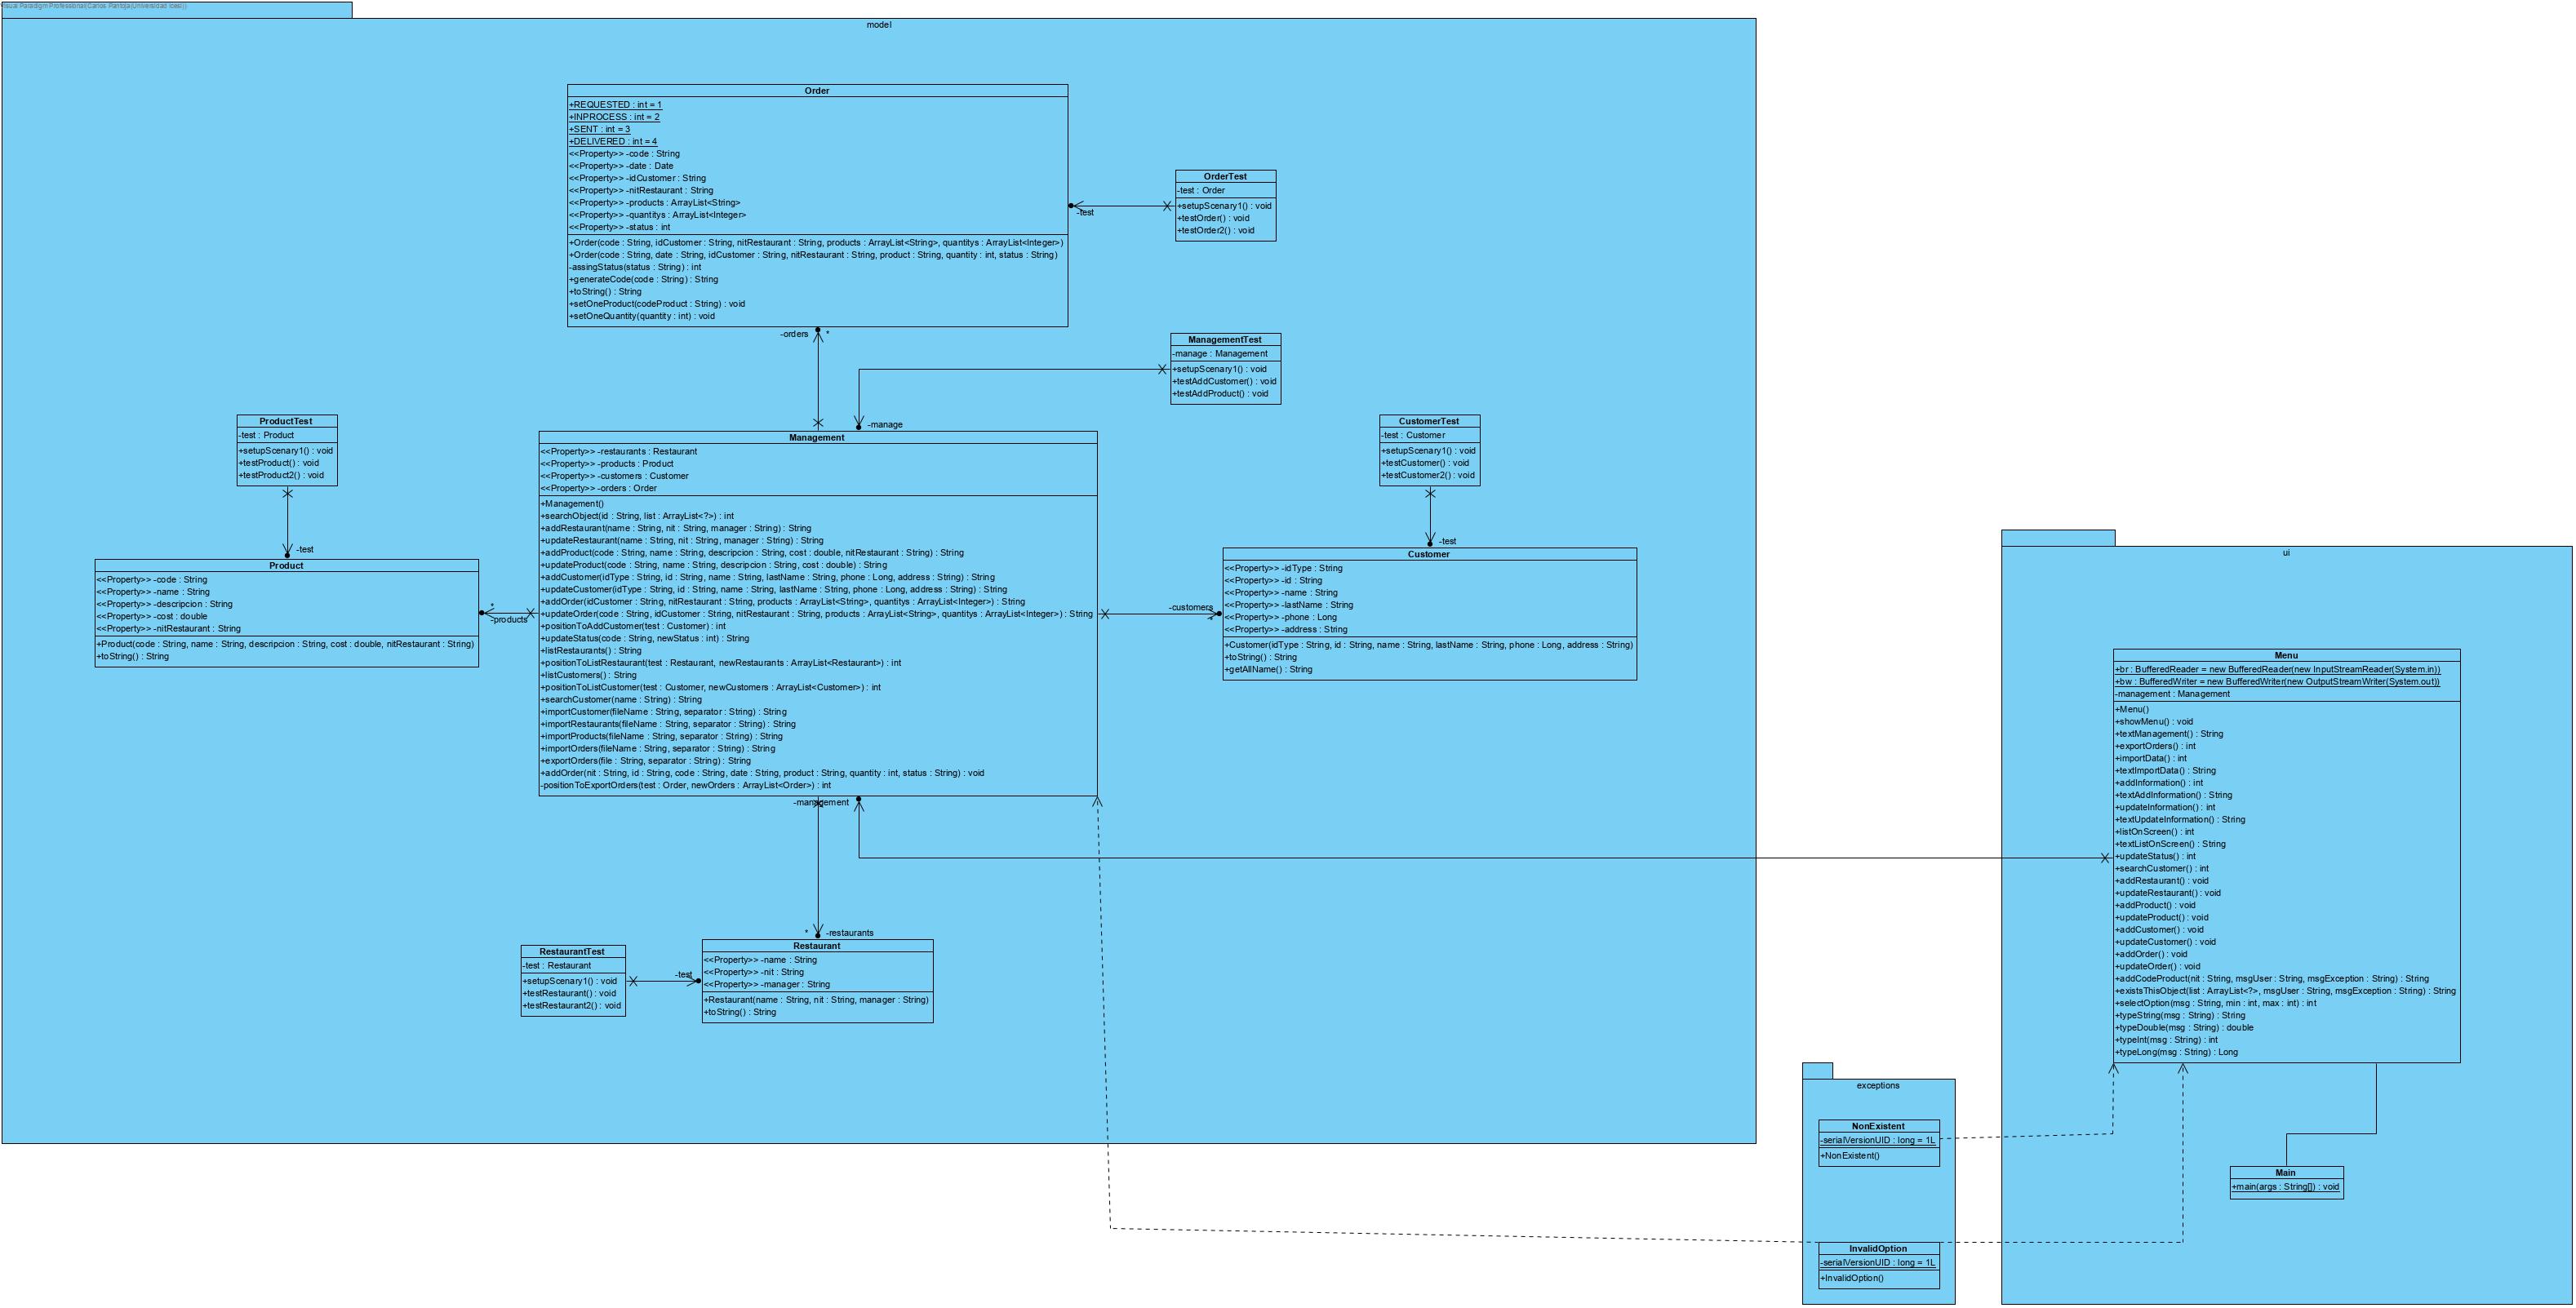 Visual Paradigm Professional(Carlos Pantoja(Universidad Icesi))
model
Order
+REQUESTED : int = 1
+INPROCESS : int = 2
+SENT : int = 3
+DELIVERED : int = 4
<<Property>> -code : String
<<Property>> -date : Date
<<Property>> -idCustomer : String
<<Property>> -nitRestaurant : String
<<Property>> -products : ArrayList<String>
<<Property>> -quantitys : ArrayList<Integer>
<<Property>> -status : int
+Order(code : String, idCustomer : String, nitRestaurant : String, products : ArrayList<String>, quantitys : ArrayList<Integer>)
+Order(code : String, date : String, idCustomer : String, nitRestaurant : String, product : String, quantity : int, status : String)
-assingStatus(status : String) : int
+generateCode(code : String) : String
+toString() : String
+setOneProduct(codeProduct : String) : void
+setOneQuantity(quantity : int) : void
OrderTest
-test : Order
+setupScenary1() : void
+testOrder() : void
+testOrder2() : void
-test
-orders
*
ManagementTest
-manage : Management
+setupScenary1() : void
+testAddCustomer() : void
+testAddProduct() : void
-manage
ProductTest
-test : Product
+setupScenary1() : void
+testProduct() : void
+testProduct2() : void
-test
Product
<<Property>> -code : String
<<Property>> -name : String
<<Property>> -descripcion : String
<<Property>> -cost : double
<<Property>> -nitRestaurant : String
+Product(code : String, name : String, descripcion : String, cost : double, nitRestaurant : String)
+toString() : String
*
-products
Management
<<Property>> -restaurants : Restaurant
<<Property>> -products : Product
<<Property>> -customers : Customer
<<Property>> -orders : Order
+Management()
+searchObject(id : String, list : ArrayList<?>) : int
+addRestaurant(name : String, nit : String, manager : String) : String
+updateRestaurant(name : String, nit : String, manager : String) : String
+addProduct(code : String, name : String, descripcion : String, cost : double, nitRestaurant : String) : String
+updateProduct(code : String, name : String, descripcion : String, cost : double) : String
+addCustomer(idType : String, id : String, name : String, lastName : String, phone : Long, address : String) : String
+updateCustomer(idType : String, id : String, name : String, lastName : String, phone : Long, address : String) : String
+addOrder(idCustomer : String, nitRestaurant : String, products : ArrayList<String>, quantitys : ArrayList<Integer>) : String
+updateOrder(code : String, idCustomer : String, nitRestaurant : String, products : ArrayList<String>, quantitys : ArrayList<Integer>) : String
+positionToAddCustomer(test : Customer) : int
+updateStatus(code : String, newStatus : int) : String
+listRestaurants() : String
+positionToListRestaurant(test : Restaurant, newRestaurants : ArrayList<Restaurant>) : int
+listCustomers() : String
+positionToListCustomer(test : Customer, newCustomers : ArrayList<Customer>) : int
+searchCustomer(name : String) : String
+importCustomer(fileName : String, separator : String) : String
+importRestaurants(fileName : String, separator : String) : String
+importProducts(fileName : String, separator : String) : String
+importOrders(fileName : String, separator : String) : String
+exportOrders(file : String, separator : String) : String
+addOrder(nit : String, id : String, code : String, date : String, product : String, quantity : int, status : String) : void
-positionToExportOrders(test : Order, newOrders : ArrayList<Order>) : int
CustomerTest
-test : Customer
+setupScenary1() : void
+testCustomer() : void
+testCustomer2() : void
-test
-customers
*
Customer
<<Property>> -idType : String
<<Property>> -id : String
<<Property>> -name : String
<<Property>> -lastName : String
<<Property>> -phone : Long
<<Property>> -address : String
+Customer(idType : String, id : String, name : String, lastName : String, phone : Long, address : String)
+toString() : String
+getAllName() : String
-management
* -restaurants
RestaurantTest
-test : Restaurant
+setupScenary1() : void
+testRestaurant() : void
+testRestaurant2() : void
-test
Restaurant
<<Property>> -name : String
<<Property>> -nit : String
<<Property>> -manager : String
+Restaurant(name : String, nit : String, manager : String)
+toString() : String
ui
Menu
+br : BufferedReader = new BufferedReader(new InputStreamReader(System.in))
+bw : BufferedWriter = new BufferedWriter(new OutputStreamWriter(System.out))
-management : Management
+Menu()
+showMenu() : void
+textManagement() : String
+exportOrders() : int
+importData() : int
+textImportData() : String
+addInformation() : int
+textAddInformation() : String
+updateInformation() : int
+textUpdateInformation() : String
+listOnScreen() : int
+textListOnScreen() : String
+updateStatus() : int
+searchCustomer() : int
+addRestaurant() : void
+updateRestaurant() : void
+addProduct() : void
+updateProduct() : void
+addCustomer() : void
+updateCustomer() : void
+addOrder() : void
+updateOrder() : void
+addCodeProduct(nit : String, msgUser : String, msgException : String) : String
+existsThisObject(list : ArrayList<?>, msgUser : String, msgException : String) : String
+selectOption(msg : String, min : int, max : int) : int
+typeString(msg : String) : String
+typeDouble(msg : String) : double
+typeInt(msg : String) : int
+typeLong(msg : String) : Long
Main
+main(args : String[]) : void
exceptions
NonExistent
-serialVersionUID : long = 1L
+NonExistent()
InvalidOption
-serialVersionUID : long = 1L
+InvalidOption()